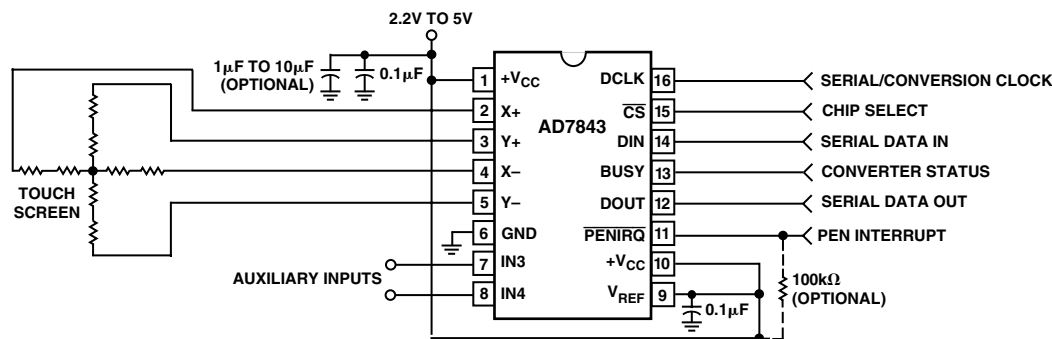 2.2V TO 5V
1μF TO 10μF
(OPTIONAL)
0.1μF
TOUCH
SCREEN
AUXILIARY INPUTS
AD7843
1 +VCC
2 X+
3 Y+
4 X–
5 Y–
6 GND
7 IN3
8 IN4
DCLK 16 SERIAL/CONVERSION CLOCK
CS 15 CHIP SELECT
DIN 14 SERIAL DATA IN
BUSY 13 CONVERTER STATUS
DOUT 12 SERIAL DATA OUT
PENIRQ 11 PEN INTERRUPT
+VCC 10
VREF 9
0.1μF
100kΩ
(OPTIONAL)